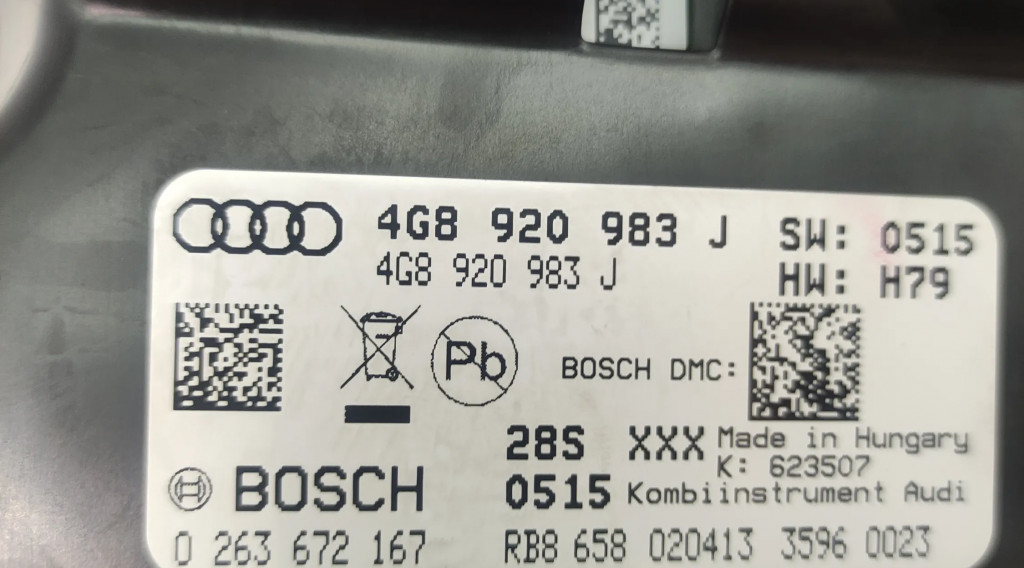 4G8 920 983 J SW: 0515
4G8 920 983 J HW: H79
Pb BOSCH DMC:
28S XXX Made in Hungary
K: 623507
BOSCH 0515 Kombiinstrument Audi
0 263 672 167 RB8 658 020413 3596 0023